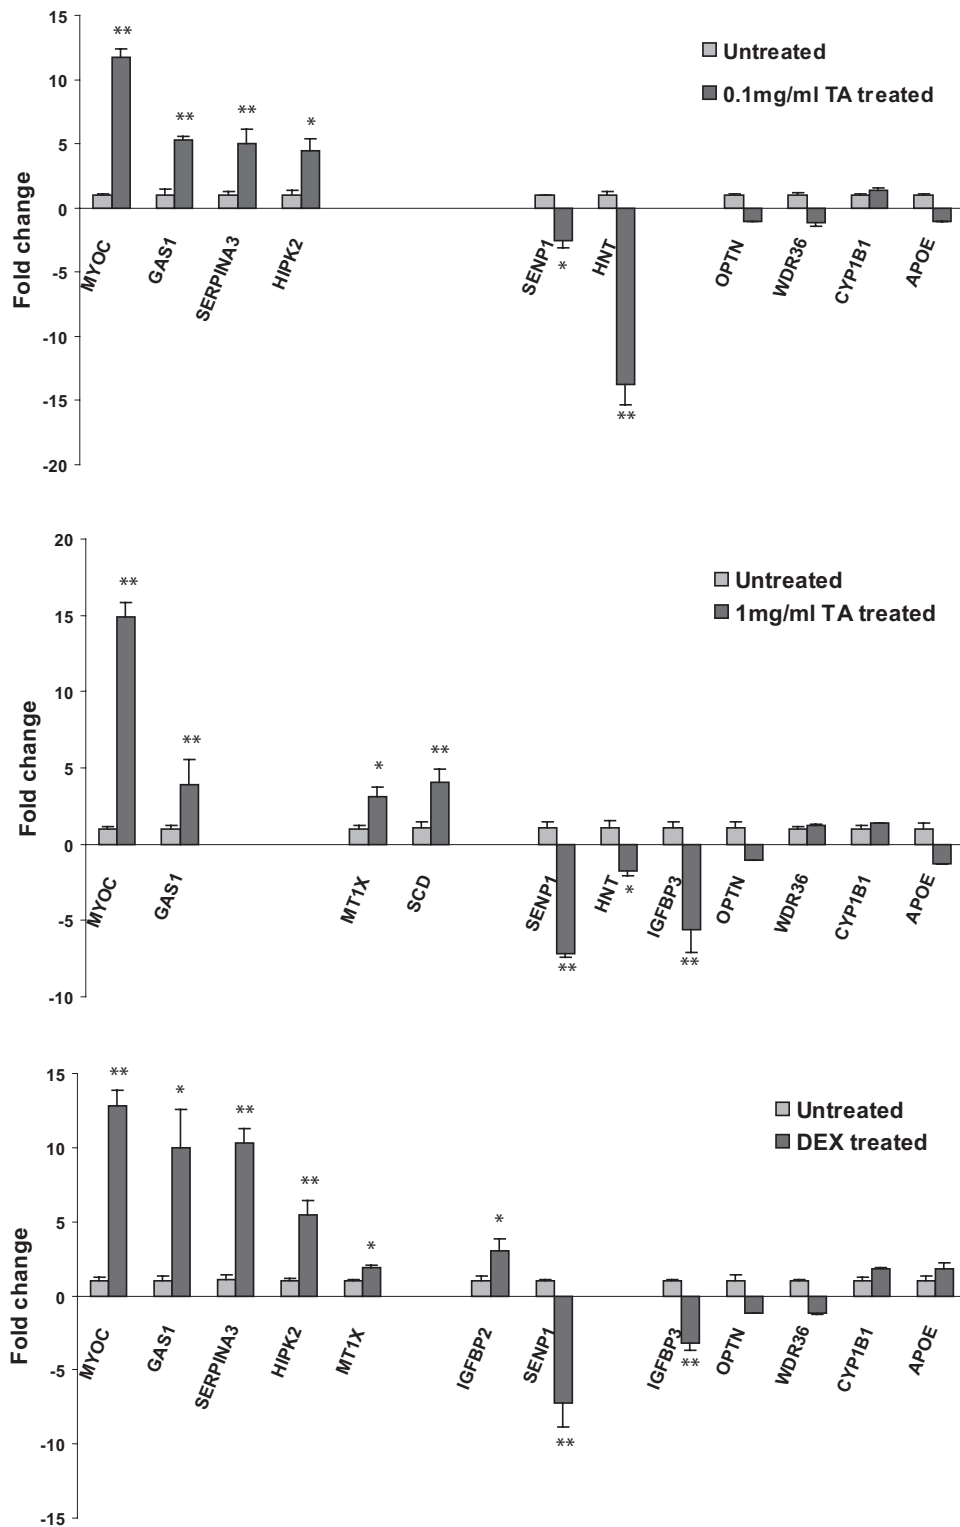 15
10
5
0
-5
-10
-15
-20
Fold change
** ** ** *
* **
Untreated
0.1mg/ml TA treated
MYOC GAS1 SERPINA3 HIPK2 SENP1 HNT OPTN WDR36 CYP1B1 APOE
20
15
10
5
0
-5
-10
Fold change
** ** * **
** * **
Untreated
1mg/ml TA treated
MYOC GAS1 MT1X SCD SENP1 HNT IGFBP3 OPTN WDR36 CYP1B1 APOE
15
10
5
0
-5
-10
-15
Fold change
** * ** ** * *
** **
Untreated
DEX treated
MYOC GAS1 SERPINA3 HIPK2 MT1X IGFBP2 SENP1 IGFBP3 OPTN WDR36 CYP1B1 APOE